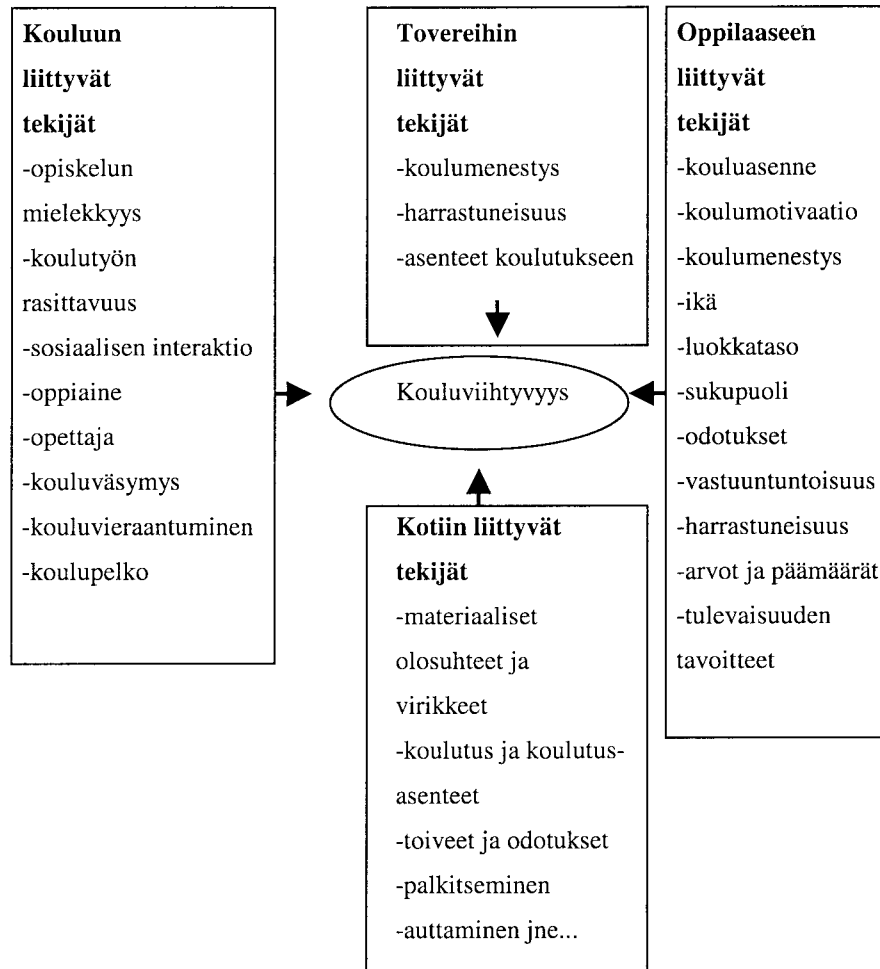 Kouluun
liittyvät
tekijät
-opiskelun
mielekkyys
-koulutyön
rasittavuus
-sosiaalisen interaktio
-oppiaine
-opettaja
-kouluväsymys
-kouluvieraantuminen
-koulupelko
Tovereihin
liittyvät
tekijät
-koulumenestys
-harrastuneisuus
-asenteet koulutukseen
Oppilaaseen
liittyvät
tekijät
-kouluasenne
-koulumotivaatio
-koulumenestys
-ikä
-luokkataso
-sukupuoli
-odotukset
-vastuuntuntoisuus
-harrastuneisuus
-arvot ja päämäärät
-tulevaisuuden
tavoitteet
Kouluviihtyvyys
Kotiin liittyvät
tekijät
-materiaaliset
olosuhteet ja
virikkeet
-koulutus ja koulutus-
asenteet
-toiveet ja odotukset
-palkitseminen
-auttaminen jne...